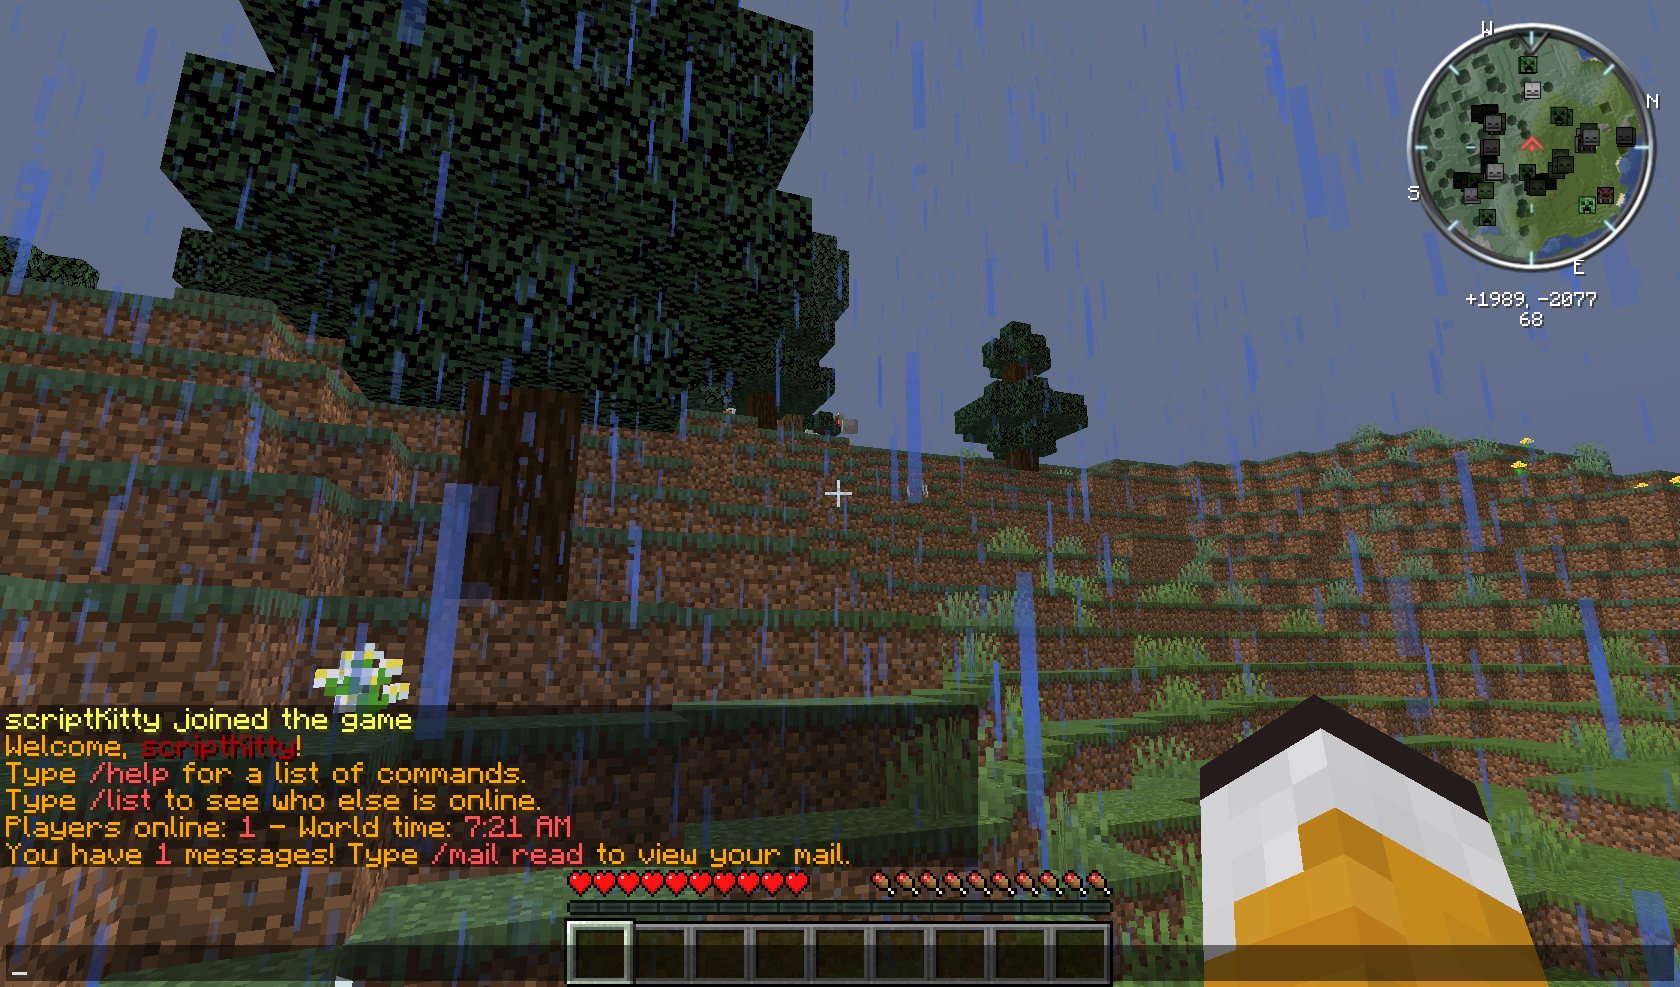 W
N
S
E
+1989, -2077
68
scriptKitty joined the game
Welcome, scriptKitty!
Type /help for a list of commands.
Type /list to see who else is online.
Players online: 1 - World time: 7:21 AM
You have 1 messages! Type /mail read to view your mail.
_